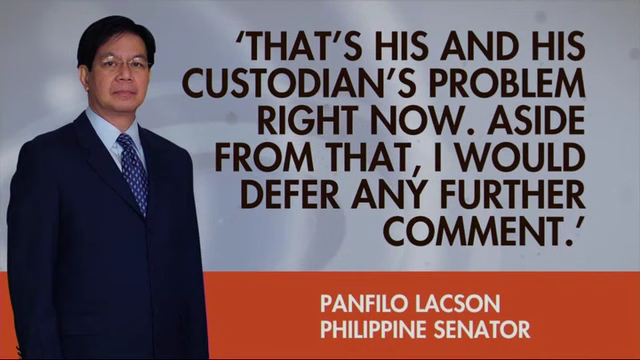 ‘THAT’S HIS AND HIS
CUSTODIAN’S PROBLEM
RIGHT NOW. ASIDE
FROM THAT, I WOULD
DEFER ANY FURTHER
COMMENT.’
PANFILO LACSON
PHILIPPINE SENATOR